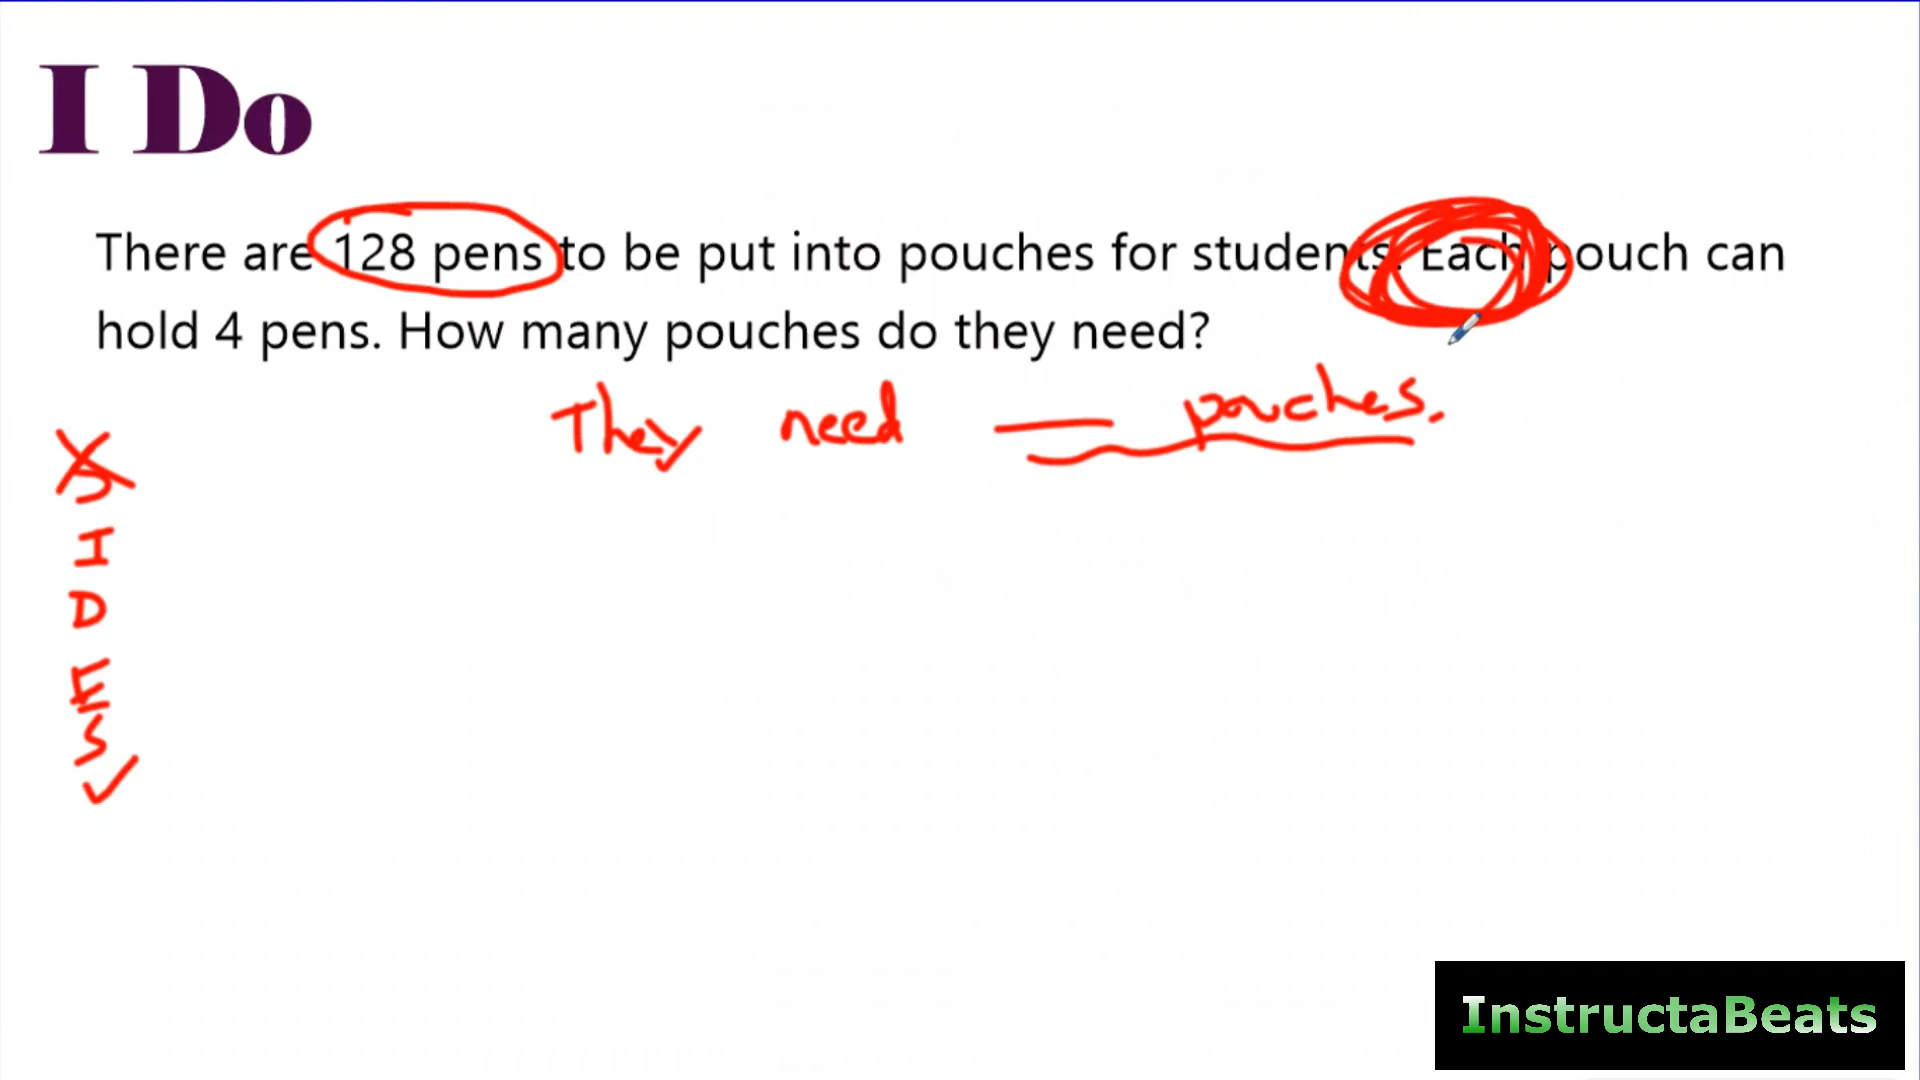 I Do
There are 128 pens to be put into pouches for students. Each pouch can
hold 4 pens. How many pouches do they need?
They need __ pouches.
I
D
E
S
InstructaBeats